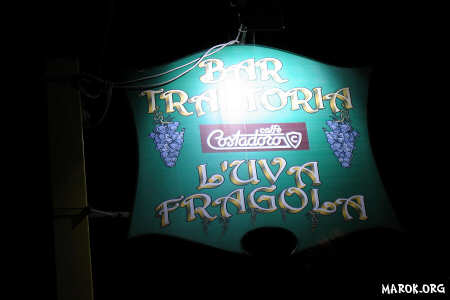 BAR
TRATTORIA
caffè
Costadoro C
L'UVA
FRAGOLA
MAROK.ORG